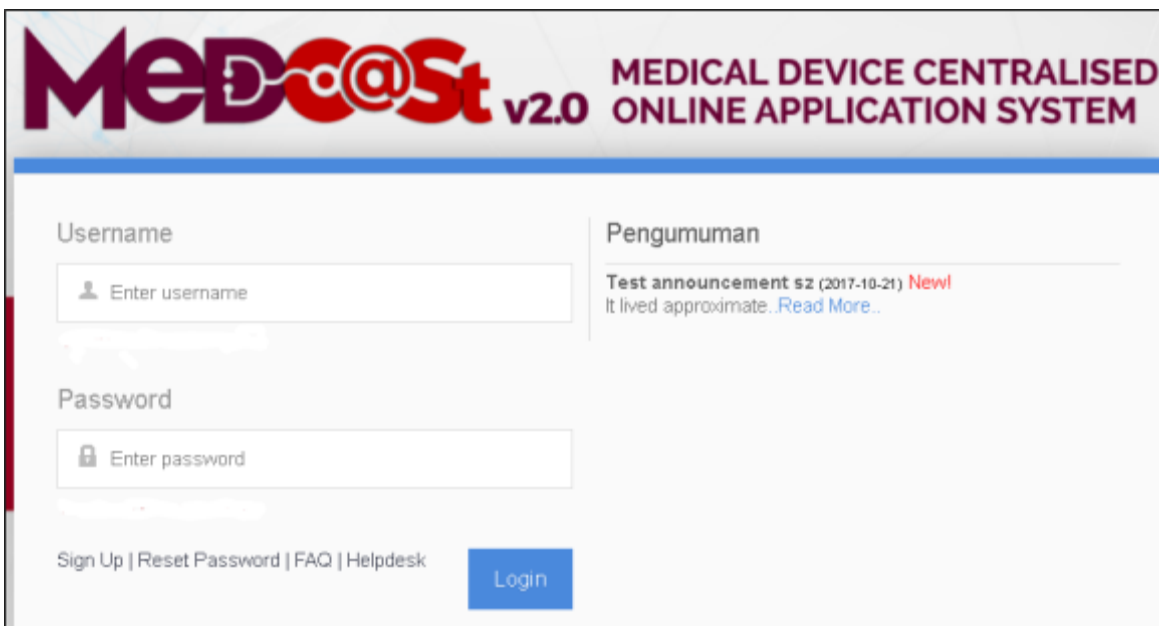 MeDC@St v2.0
MEDICAL DEVICE CENTRALISED
ONLINE APPLICATION SYSTEM
Username
Enter username
Password
Enter password
Sign Up | Reset Password | FAQ | Helpdesk
Login
Pengumuman
Test announcement sz (2017-10-21) New!
It lived approximate..Read More..